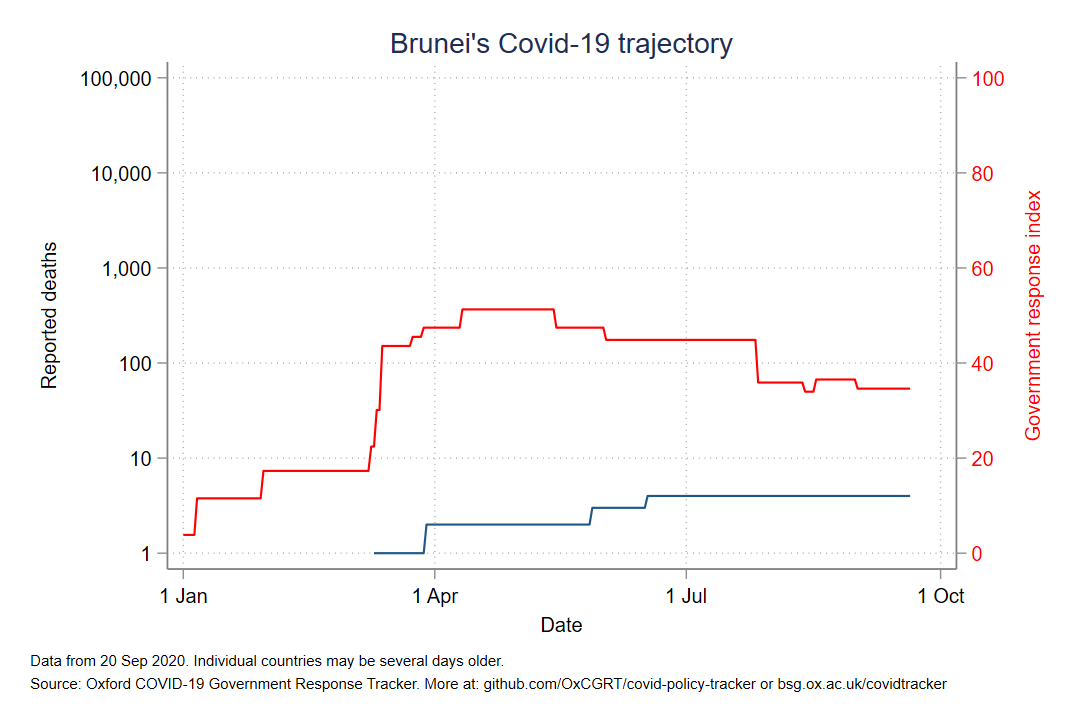 Brunei's Covid-19 trajectory
100,000
10,000
1,000
100
10
1
Reported deaths
100
80
60
40
20
0
Government response index
1 Jan
1 Apr
1 Jul
1 Oct
Date
Data from 20 Sep 2020. Individual countries may be several days older.
Source: Oxford COVID-19 Government Response Tracker. More at: github.com/OxCGRT/covid-policy-tracker or bsg.ox.ac.uk/covidtracker